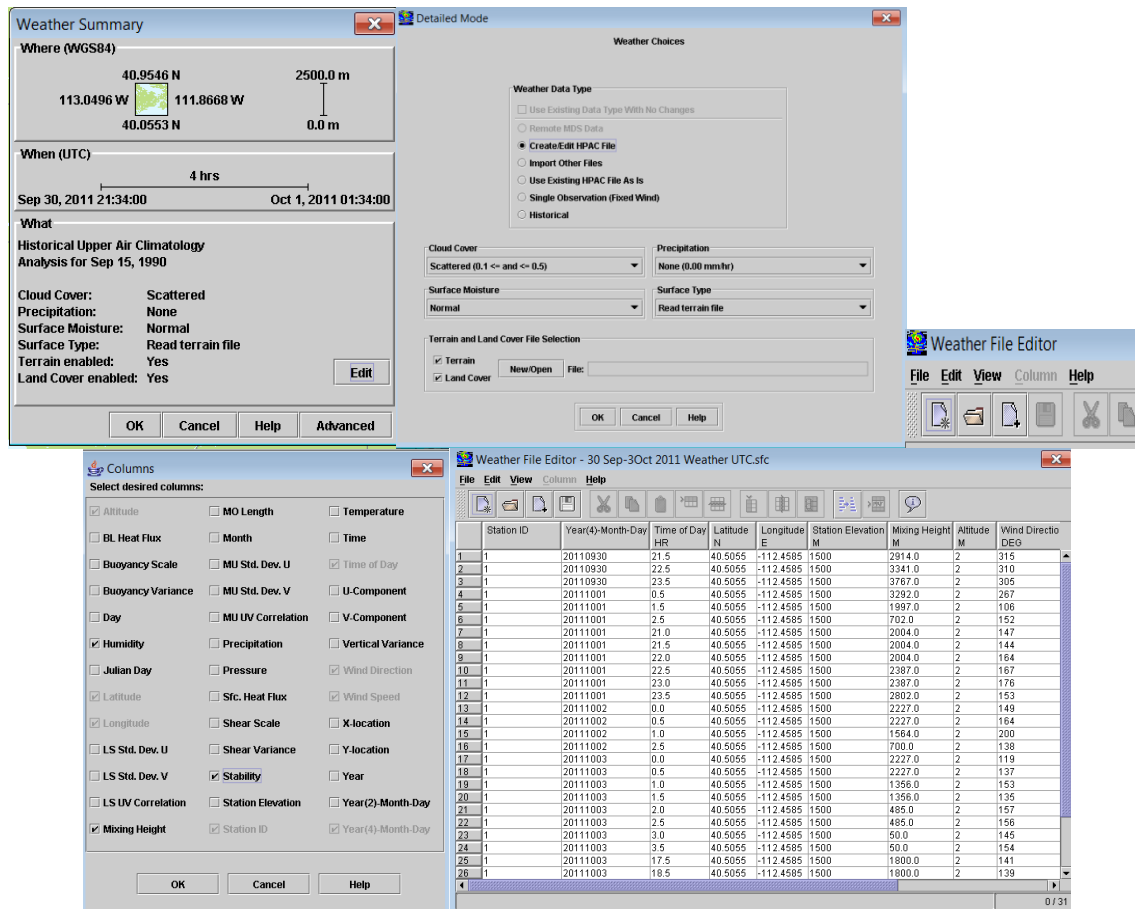 Weather Summary
Where (WGS84)
40.9546 N
2500.0 m
113.0496 W
111.8668 W
40.0553 N
0.0 m
When (UTC)
4 hrs
Sep 30, 2011 21:34:00
Oct 1, 2011 01:34:00
What
Historical Upper Air Climatology
Analysis for Sep 15, 1990
Cloud Cover: Scattered
Precipitation: None
Surface Moisture: Normal
Surface Type: Read terrain file
Terrain enabled: Yes
Land Cover enabled: Yes
Edit
OK Cancel Help Advanced
Detailed Mode
Weather Choices
Weather Data Type
Use Existing Data Type With No Changes
Remote MDS Data
Create/Edit HPAC File
Import Other Files
Use Existing HPAC File As Is
Single Observation (Fixed Wind)
Historical
Cloud Cover
Scattered (0.1 <= and <= 0.5)
Precipitation
None (0.00 mm/hr)
Surface Moisture
Normal
Surface Type
Read terrain file
Terrain and Land Cover File Selection
Terrain
Land Cover
New/Open
File:
OK Cancel Help
Weather File Editor
File Edit View Column Help
Columns
Select desired columns:
Altitude MO Length Temperature
BL Heat Flux Month Time
Buoyancy Scale MU Std. Dev. U Time of Day
Buoyancy Variance MU Std. Dev. V U-Component
Day MU UV Correlation V-Component
Humidity Precipitation Vertical Variance
Julian Day Pressure Wind Direction
Latitude Sfc. Heat Flux Wind Speed
Longitude Shear Scale X-location
LS Std. Dev. U Shear Variance Y-location
LS Std. Dev. V Stability Year
LS UV Correlation Station Elevation Year(2)-Month-Day
Mixing Height Station ID Year(4)-Month-Day
OK Cancel Help
Weather File Editor - 30 Sep-3Oct 2011 Weather UTC.sfc
File Edit View Column Help
Station ID Year(4)-Month-Day Time of Day Latitude Longitude Station Elevation Mixing Height Altitude Wind Directio
HR N E M M M DEG
1 1 20110930 21.5 40.5055 -112.4585 1500 2914.0 2 315
2 1 20110930 22.5 40.5055 -112.4585 1500 3341.0 2 310
3 1 20110930 23.5 40.5055 -112.4585 1500 3767.0 2 305
4 1 20111001 0.5 40.5055 -112.4585 1500 3292.0 2 267
5 1 20111001 1.5 40.5055 -112.4585 1500 1997.0 2 106
6 1 20111001 2.5 40.5055 -112.4585 1500 702.0 2 152
7 1 20111001 21.0 40.5055 -112.4585 1500 2004.0 2 147
8 1 20111001 21.5 40.5055 -112.4585 1500 2004.0 2 144
9 1 20111001 22.0 40.5055 -112.4585 1500 2004.0 2 164
10 1 20111001 22.5 40.5055 -112.4585 1500 2387.0 2 167
11 1 20111001 23.0 40.5055 -112.4585 1500 2387.0 2 176
12 1 20111001 23.5 40.5055 -112.4585 1500 2802.0 2 153
13 1 20111002 0.0 40.5055 -112.4585 1500 2227.0 2 149
14 1 20111002 0.5 40.5055 -112.4585 1500 2227.0 2 164
15 1 20111002 1.0 40.5055 -112.4585 1500 1564.0 2 200
16 1 20111002 2.5 40.5055 -112.4585 1500 700.0 2 138
17 1 20111003 0.0 40.5055 -112.4585 1500 2227.0 2 119
18 1 20111003 0.5 40.5055 -112.4585 1500 2227.0 2 137
19 1 20111003 1.0 40.5055 -112.4585 1500 1356.0 2 153
20 1 20111003 1.5 40.5055 -112.4585 1500 1356.0 2 135
21 1 20111003 2.0 40.5055 -112.4585 1500 485.0 2 157
22 1 20111003 2.5 40.5055 -112.4585 1500 485.0 2 156
23 1 20111003 3.0 40.5055 -112.4585 1500 50.0 2 145
24 1 20111003 3.5 40.5055 -112.4585 1500 50.0 2 154
25 1 20111003 17.5 40.5055 -112.4585 1500 1800.0 2 141
26 1 20111003 18.5 40.5055 -112.4585 1500 1800.0 2 139
0 / 31